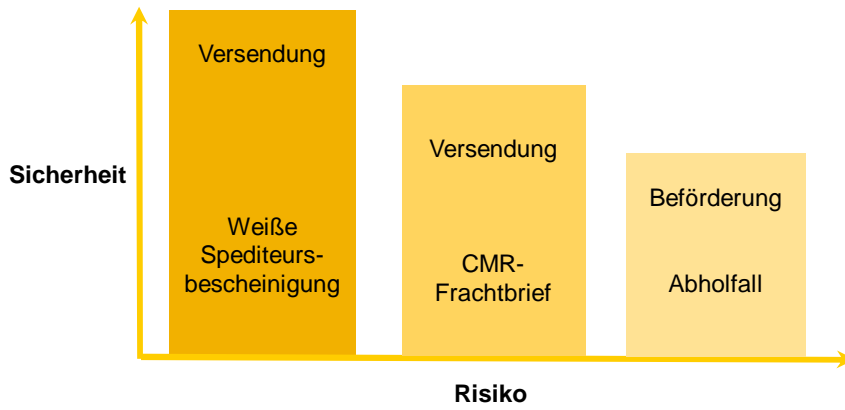 Versendung
Weiße
Spediteurs-
bescheinigung
Versendung
CMR-
Frachtbrief
Beförderung
Abholfall
Sicherheit
Risiko